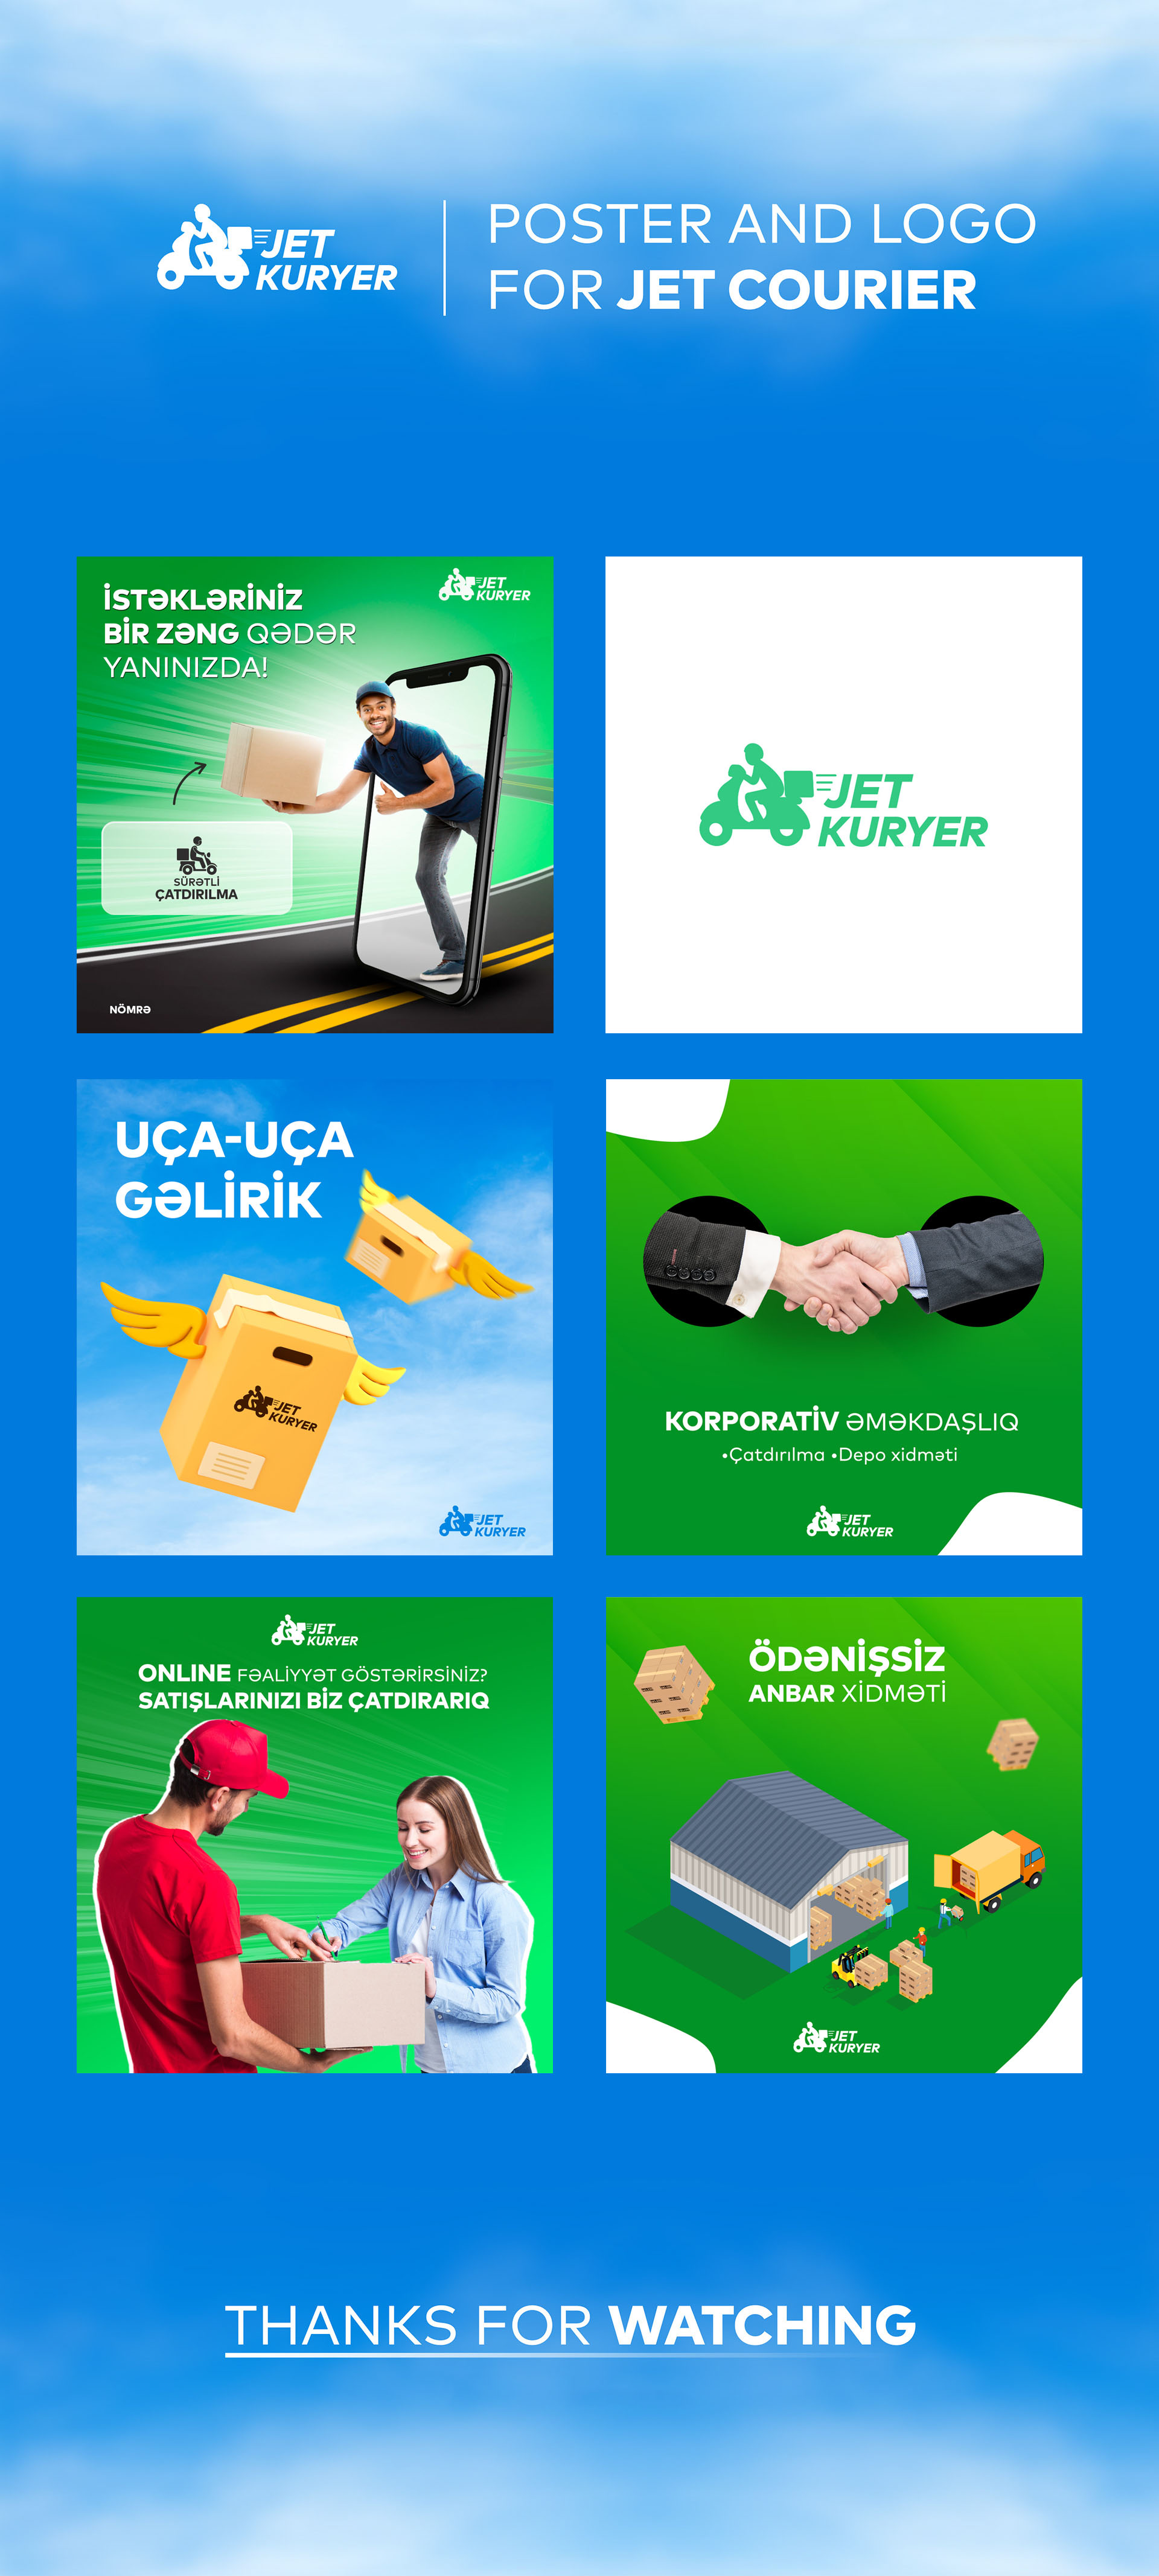 JET
KURYER
POSTER AND LOGO
FOR JET COURIER
İSTƏKLƏRİNİZ
BİR ZƏNG QƏDƏR
YANINIZDA!
JET
KURYER
SÜRƏTLİ
ÇATDIRILMA
NÖMRƏ
JET
KURYER
UÇA-UÇA
GƏLİRİK
JET
KURYER
JET
KURYER
KORPORATİV ƏMƏKDAŞLIQ
•Çatdırılma •Depo xidməti
JET
KURYER
JET
KURYER
ONLINE FƏALİYYƏT GÖSTƏRİRSİNİZ?
SATIŞLARINIZI BİZ ÇATDIRARIQ
ÖDƏNİŞSİZ
ANBAR XİDMƏTİ
JET
KURYER
THANKS FOR WATCHING